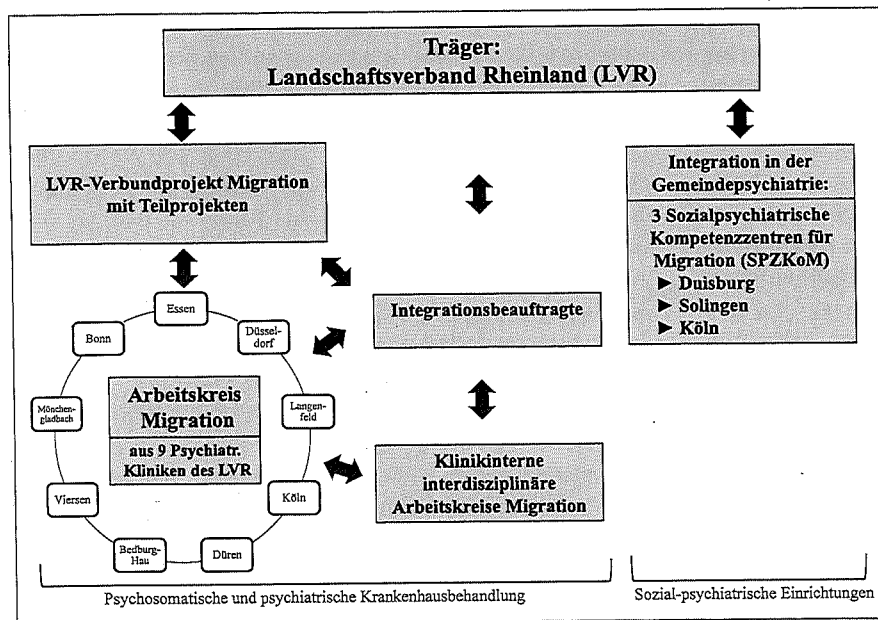 Träger:
Landschaftsverband Rheinland (LVR)
LVR-Verbundprojekt Migration
mit Teilprojekten
Integration in der
Gemeindepsychiatrie:
3 Sozialpsychiatrische
Kompetenzzentren für
Migration (SPZKoM)
► Duisburg
► Solingen
► Köln
Integrationsbeauftragte
Essen
Düssel-
dorf
Langen-
feld
Köln
Düren
Bedburg-
Hau
Viersen
Mönchen-
gladbach
Bonn
Arbeitskreis
Migration
aus 9 Psychiatr.
Kliniken des LVR
Klinikinterne
interdisziplinäre
Arbeitskreise Migration
Psychosomatische und psychiatrische Krankenhausbehandlung
Sozial-psychiatrische Einrichtungen